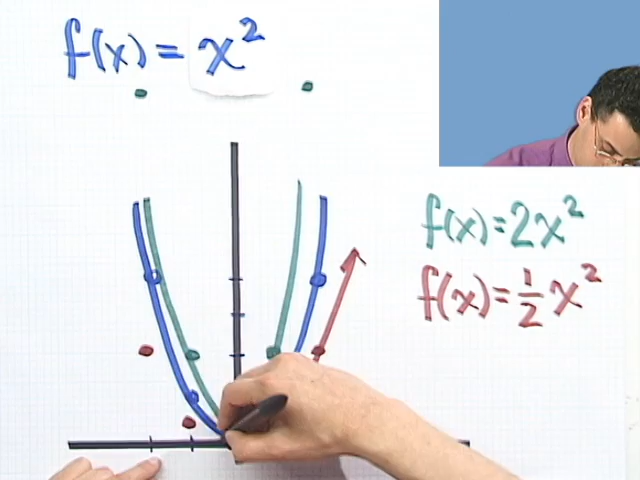 f(x) = x²
f(x) = 2x²
f(x) = ½x²